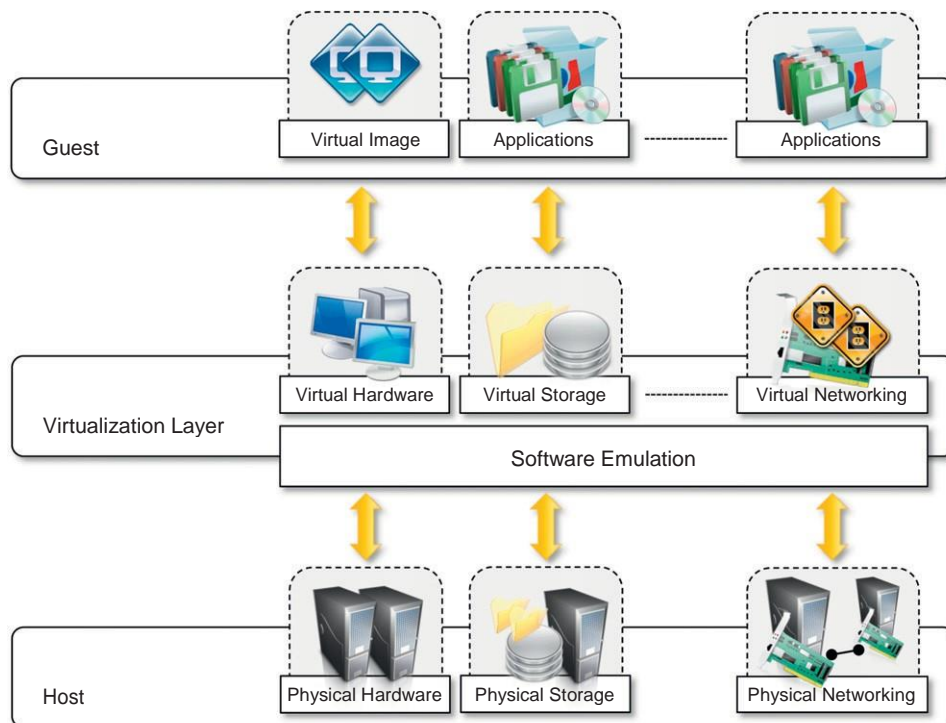 Guest
Virtual Image
Applications
Applications
Virtualization Layer
Virtual Hardware
Virtual Storage
Virtual Networking
Software Emulation
Host
Physical Hardware
Physical Storage
Physical Networking